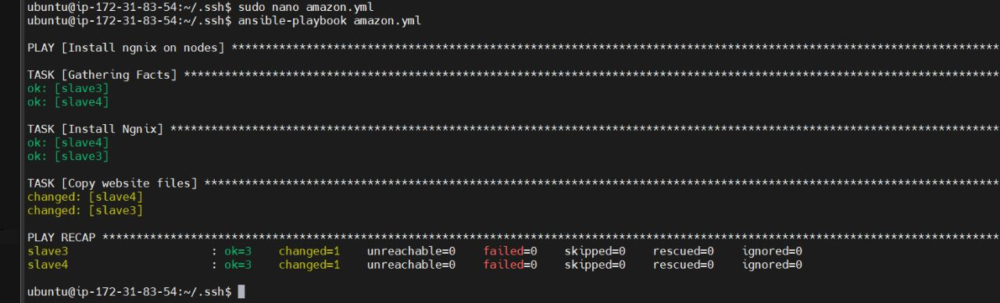 ubuntu@ip-172-31-83-54:~/.ssh$ sudo nano amazon.yml
ubuntu@ip-172-31-83-54:~/.ssh$ ansible-playbook amazon.yml
PLAY [Install ngnix on nodes] ******************************************************************************************************************
TASK [Gathering Facts] *************************************************************************************************************************
ok: [slave3]
ok: [slave4]
TASK [Install Ngnix] ***************************************************************************************************************************
ok: [slave4]
ok: [slave3]
TASK [Copy website files] **********************************************************************************************************************
changed: [slave4]
changed: [slave3]
PLAY RECAP *************************************************************************************************************************************
slave3                     : ok=3    changed=1    unreachable=0    failed=0    skipped=0    rescued=0    ignored=0
slave4                     : ok=3    changed=1    unreachable=0    failed=0    skipped=0    rescued=0    ignored=0
ubuntu@ip-172-31-83-54:~/.ssh$